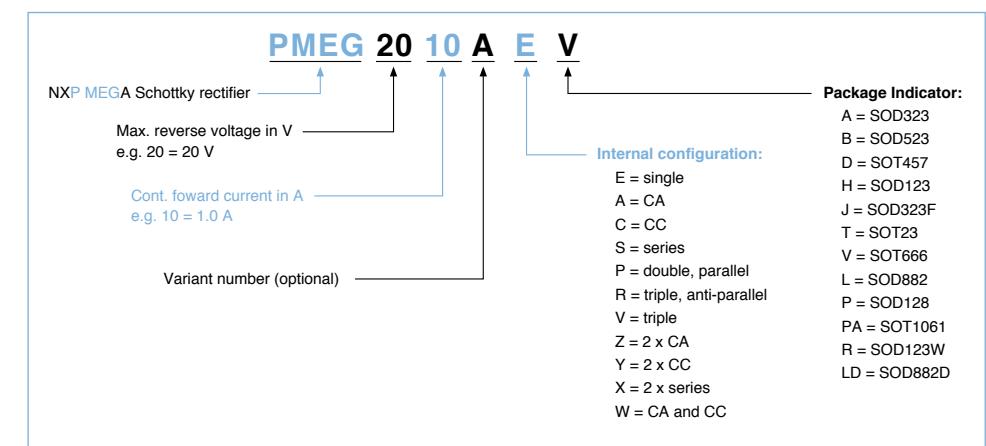 PMEG 20 10 A E V
NXP MEGA Schottky rectifier
Max. reverse voltage in V
e.g. 20 = 20 V
Cont. foward current in A
e.g. 10 = 1.0 A
Variant number (optional)
Internal configuration:
E = single
A = CA
C = CC
S = series
P = double, parallel
R = triple, anti-parallel
V = triple
Z = 2 x CA
Y = 2 x CC
X = 2 x series
W = CA and CC
Package Indicator:
A = SOD323
B = SOD523
D = SOT457
H = SOD123
J = SOD323F
T = SOT23
V = SOT666
L = SOD882
P = SOD128
PA = SOT1061
R = SOD123W
LD = SOD882D